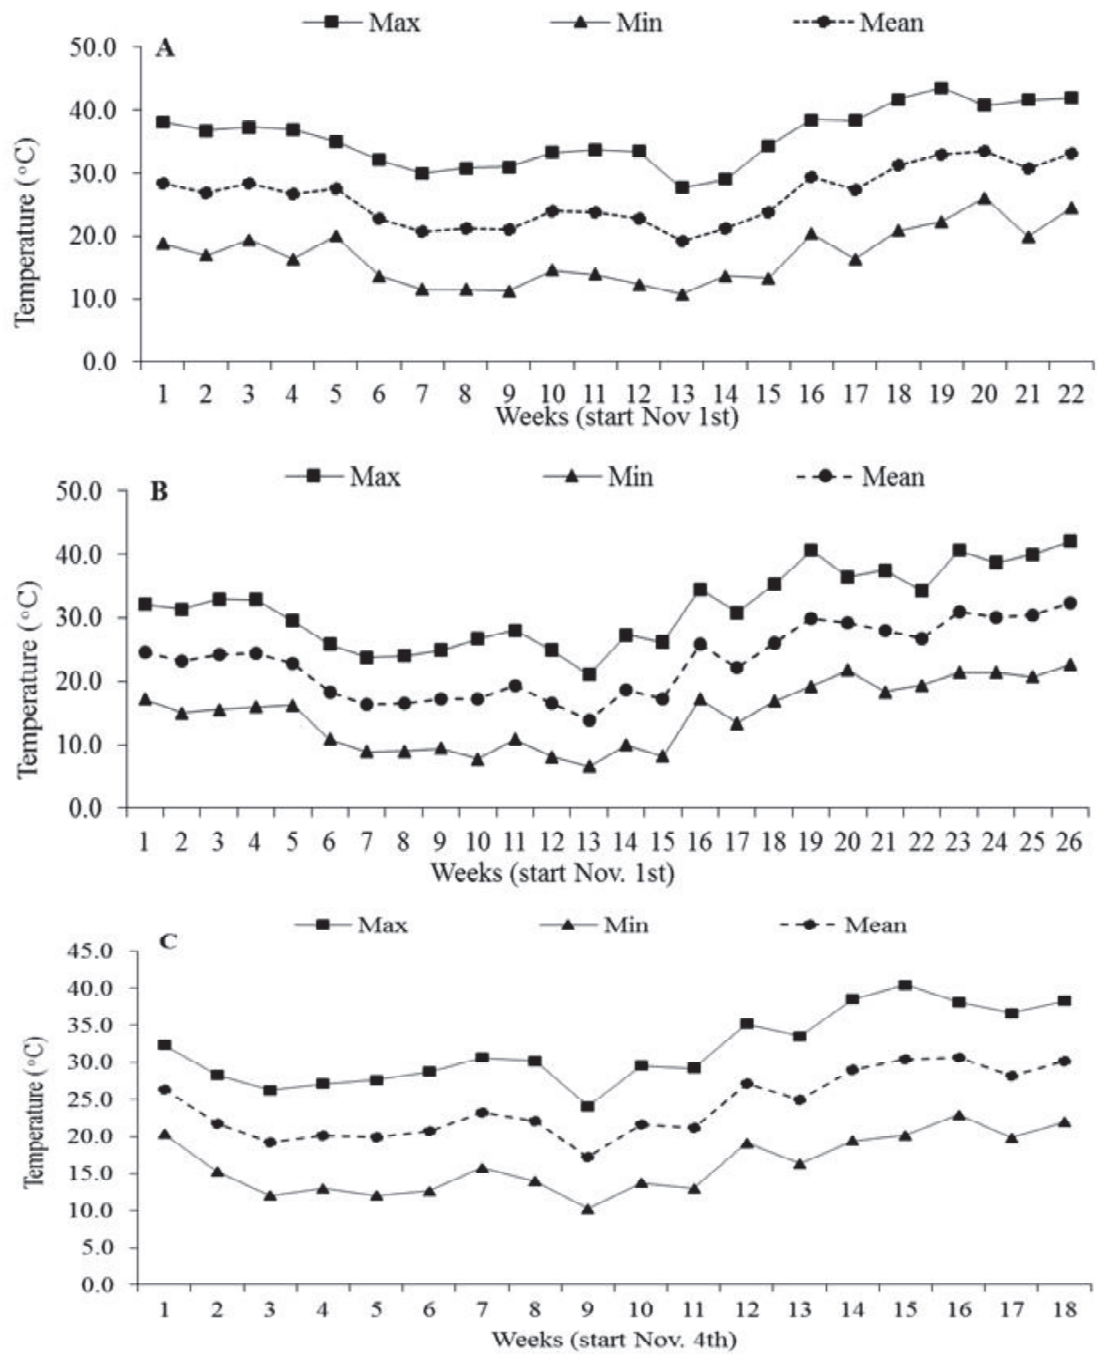 Max Min Mean
A
50.0
40.0
30.0
20.0
10.0
0.0
Temperature (°C)
1 2 3 4 5 6 7 8 9 10 11 12 13 14 15 16 17 18 19 20 21 22
Weeks (start Nov 1st)
Max Min Mean
B
50.0
40.0
30.0
20.0
10.0
0.0
Temperature (°C)
1 2 3 4 5 6 7 8 9 10 11 12 13 14 15 16 17 18 19 20 21 22 23 24 25 26
Weeks (start Nov. 1st)
Max Min Mean
C
45.0
40.0
35.0
30.0
25.0
20.0
15.0
10.0
5.0
0.0
Temperature (°C)
1 2 3 4 5 6 7 8 9 10 11 12 13 14 15 16 17 18
Weeks (start Nov. 4th)